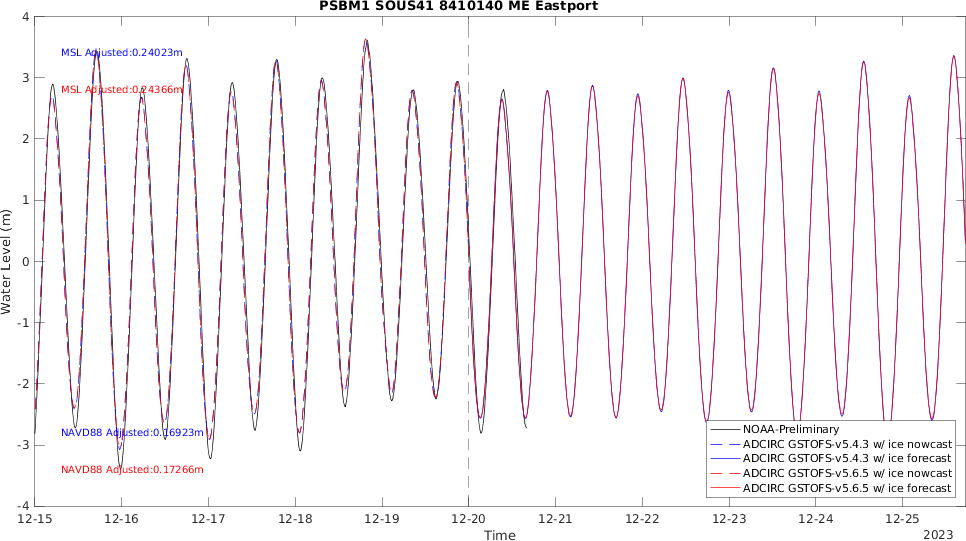 PSBM1 SOUS41 8410140 ME Eastport
4
3
2
1
0
-1
-2
-3
-4
Water Level (m)
MSL Adjusted:0.24023m
MSL Adjusted:0.24366m
NAVD88 Adjusted:0.16923m
NAVD88 Adjusted:0.17266m
NOAA-Preliminary
ADCIRC GSTOFS-v5.4.3 w/ ice nowcast
ADCIRC GSTOFS-v5.4.3 w/ ice forecast
ADCIRC GSTOFS-v5.6.5 w/ ice nowcast
ADCIRC GSTOFS-v5.6.5 w/ ice forecast
12-15 12-16 12-17 12-18 12-19 12-20 12-21 12-22 12-23 12-24 12-25
Time
2023